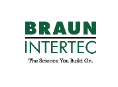 BRAUN
INTERTEC
The Science You Build On.